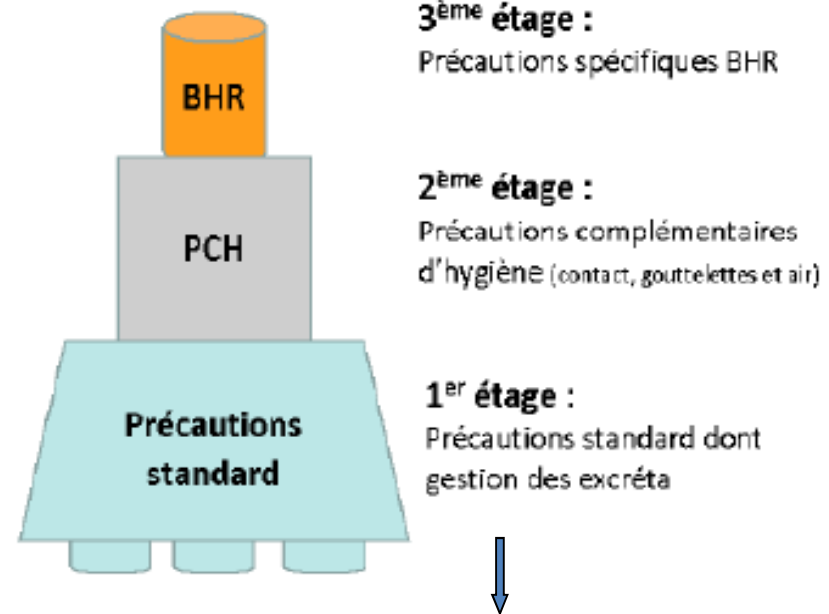 3ème étage :
Précautions spécifiques BHR
BHR
2ème étage :
Précautions complémentaires
d'hygiène (contact, gouttelettes et air)
PCH
1er étage :
Précautions standard dont
gestion des excréta
Précautions
standard